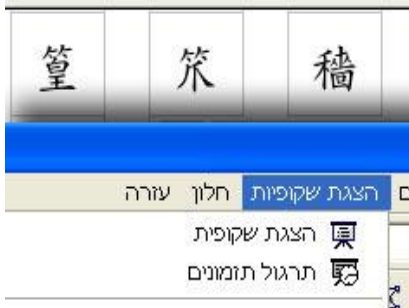 篁 笊 穡
הצגת שקופיות חלון עזרה
הצגת שקופית
תרגול תזמונים